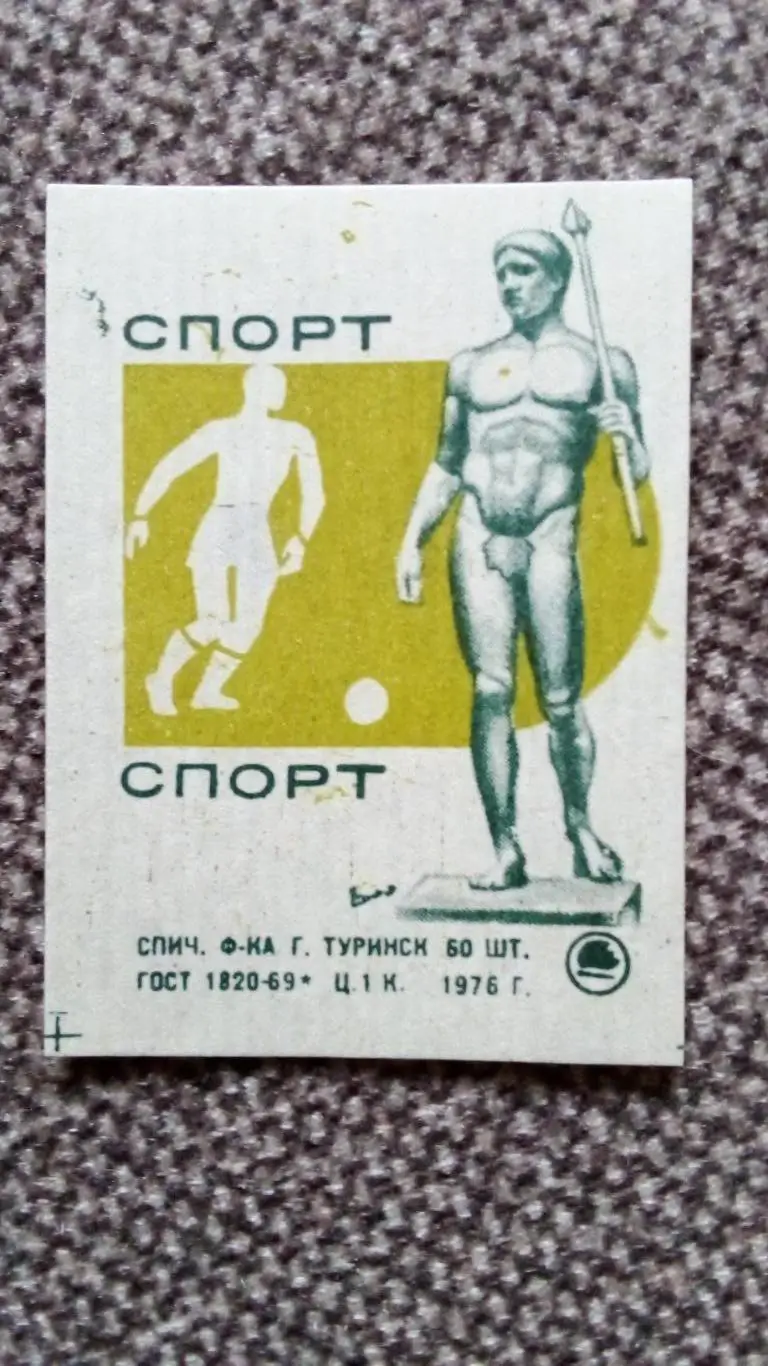 СПОРТ
СПОРТ
СПИЧ. Ф-КА Г. ТУРИНСК 60 ШТ.
ГОСТ 1820-69* Ц. 1 К. 1976 Г.